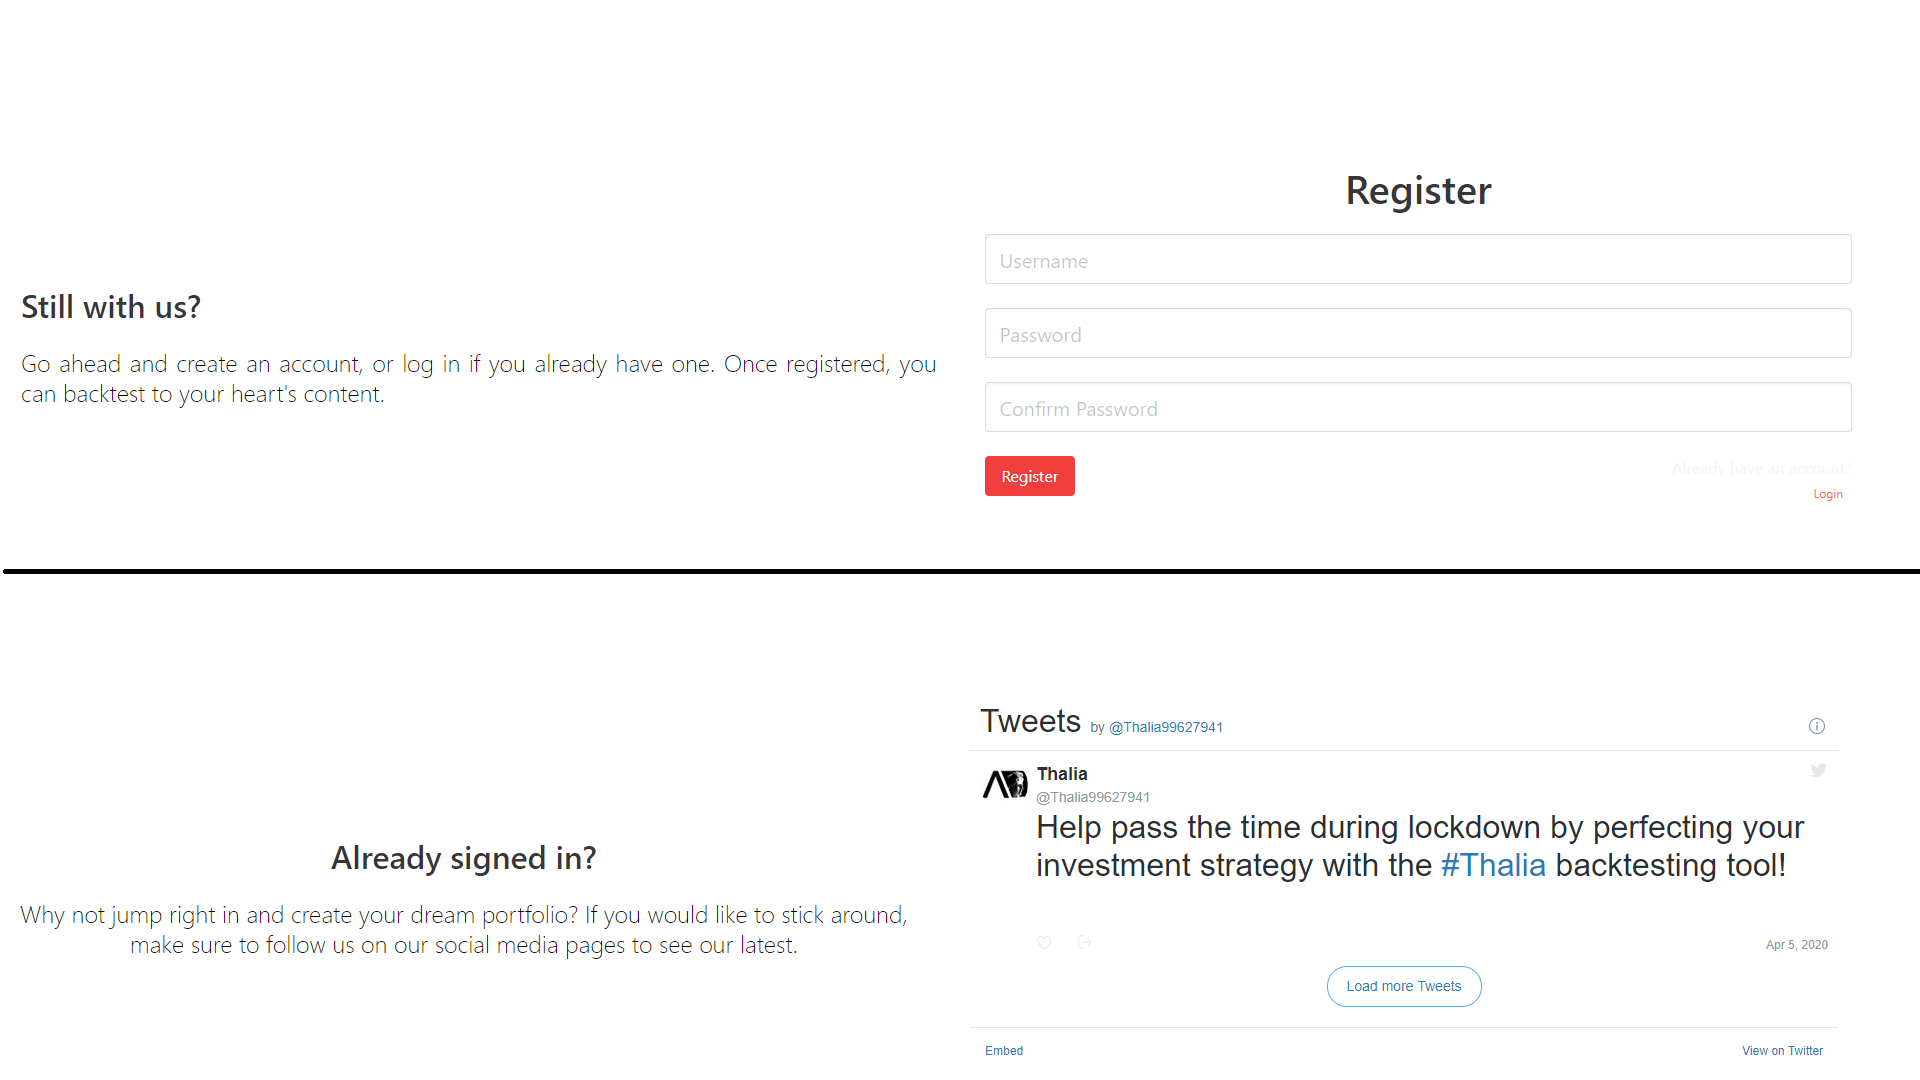 Register
Username
Still with us?
Password
Go ahead and create an account, or log in if you already have one. Once registered, you
can backtest to your heart's content.
Confirm Password
Register
Already have an account?
Login
Tweets by @Thalia99627941
Thalia
@Thalia99627941
Help pass the time during lockdown by perfecting your
investment strategy with the #Thalia backtesting tool!
Already signed in?
Why not jump right in and create your dream portfolio? If you would like to stick around,
make sure to follow us on our social media pages to see our latest.
Apr 5, 2020
Load more Tweets
Embed
View on Twitter